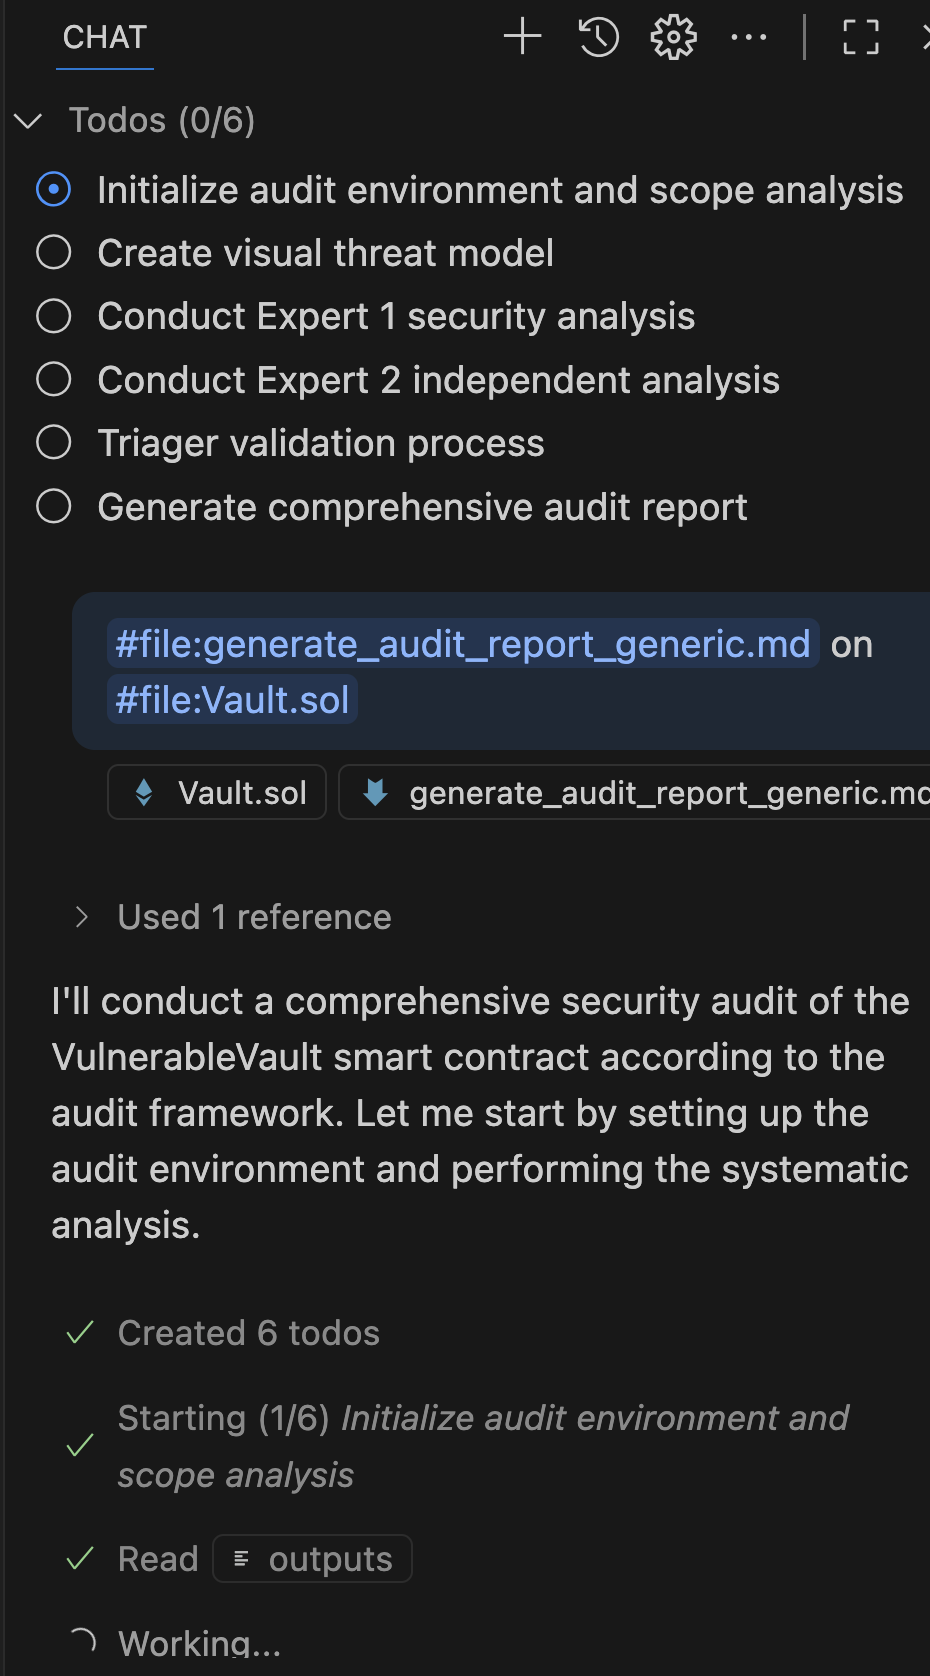 CHAT
Todos (0/6)
Initialize audit environment and scope analysis
Create visual threat model
Conduct Expert 1 security analysis
Conduct Expert 2 independent analysis
Triager validation process
Generate comprehensive audit report
#file:generate_audit_report_generic.md on
#file:Vault.sol
Vault.sol generate_audit_report_generic.md
Used 1 reference
I'll conduct a comprehensive security audit of the
VulnerableVault smart contract according to the
audit framework. Let me start by setting up the
audit environment and performing the systematic
analysis.
Created 6 todos
Starting (1/6) Initialize audit environment and
scope analysis
Read outputs
Working...